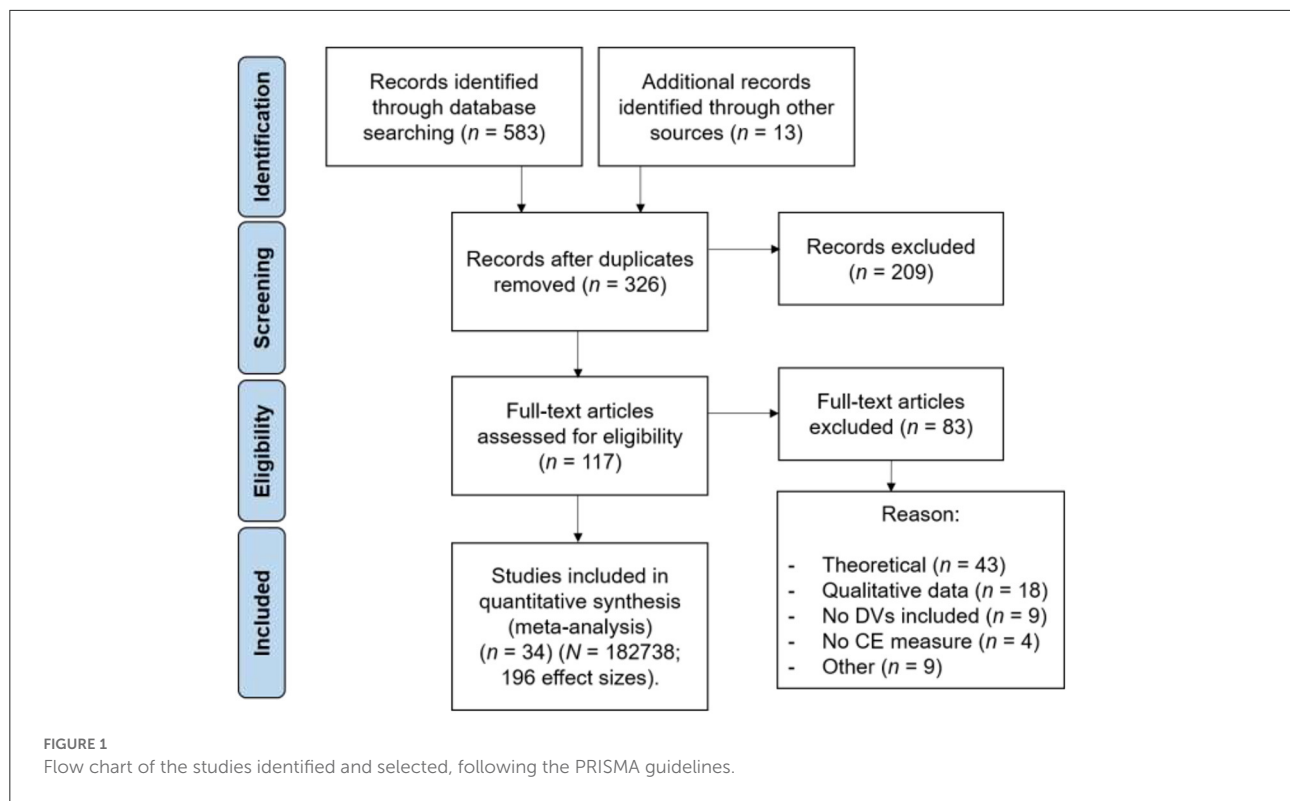 Identification
Records identified
through database
searching (n = 583)
Additional records
identified through other
sources (n = 13)
Screening
Records after duplicates
removed (n = 326)
Records excluded
(n = 209)
Eligibility
Full-text articles
assessed for eligibility
(n = 117)
Full-text articles
excluded (n = 83)
Reason:
- Theoretical (n = 43)
- Qualitative data (n = 18)
- No DVs included (n = 9)
- No CE measure (n = 4)
- Other (n = 9)
Included
Studies included in
quantitative synthesis
(meta-analysis)
(n = 34) (N = 182738;
196 effect sizes).
FIGURE 1
Flow chart of the studies identified and selected, following the PRISMA guidelines.